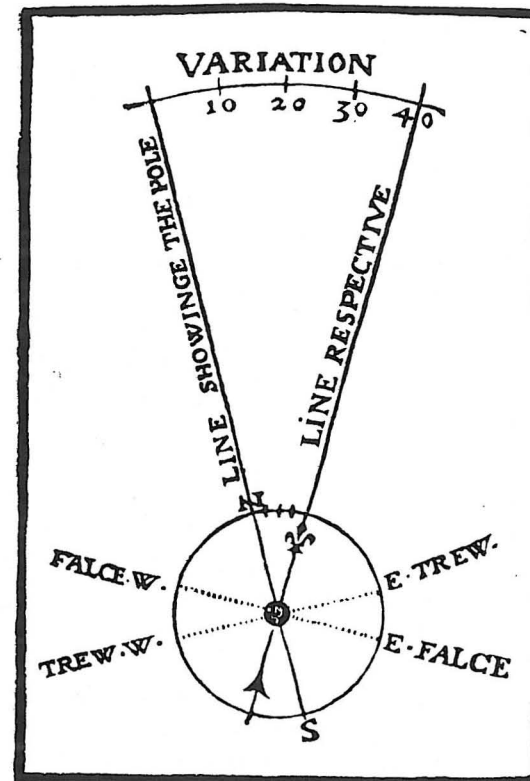 VARIATION
10 20 30 40
LINE SHOWINGE THE POLE
LINE RESPECTIVE
N
FALCE.W.
E.TREW.
TREW.W.
E.FALCE
S